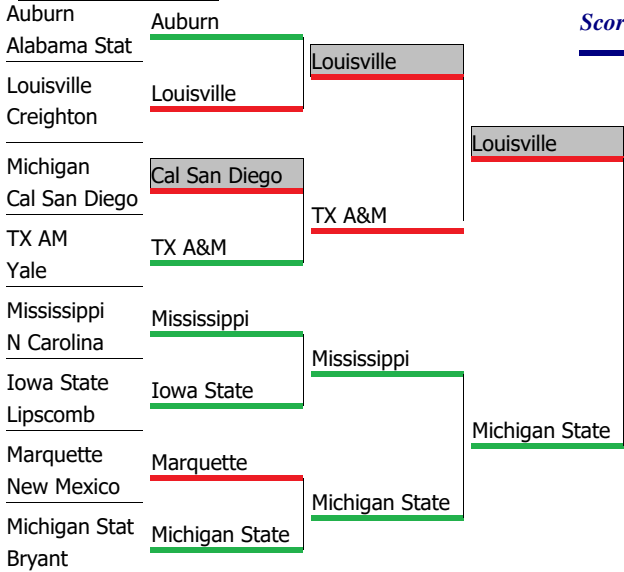 Auburn
Alabama Stat
Louisville
Creighton
Michigan
Cal San Diego
TX AM
Yale
Mississippi
N Carolina
Iowa State
Lipscomb
Marquette
New Mexico
Michigan Stat
Bryant
Auburn
Louisville
Cal San Diego
TX A&M
Mississippi
Iowa State
Marquette
Michigan State
Louisville
TX A&M
Mississippi
Michigan State
Louisville
Michigan State
Scor